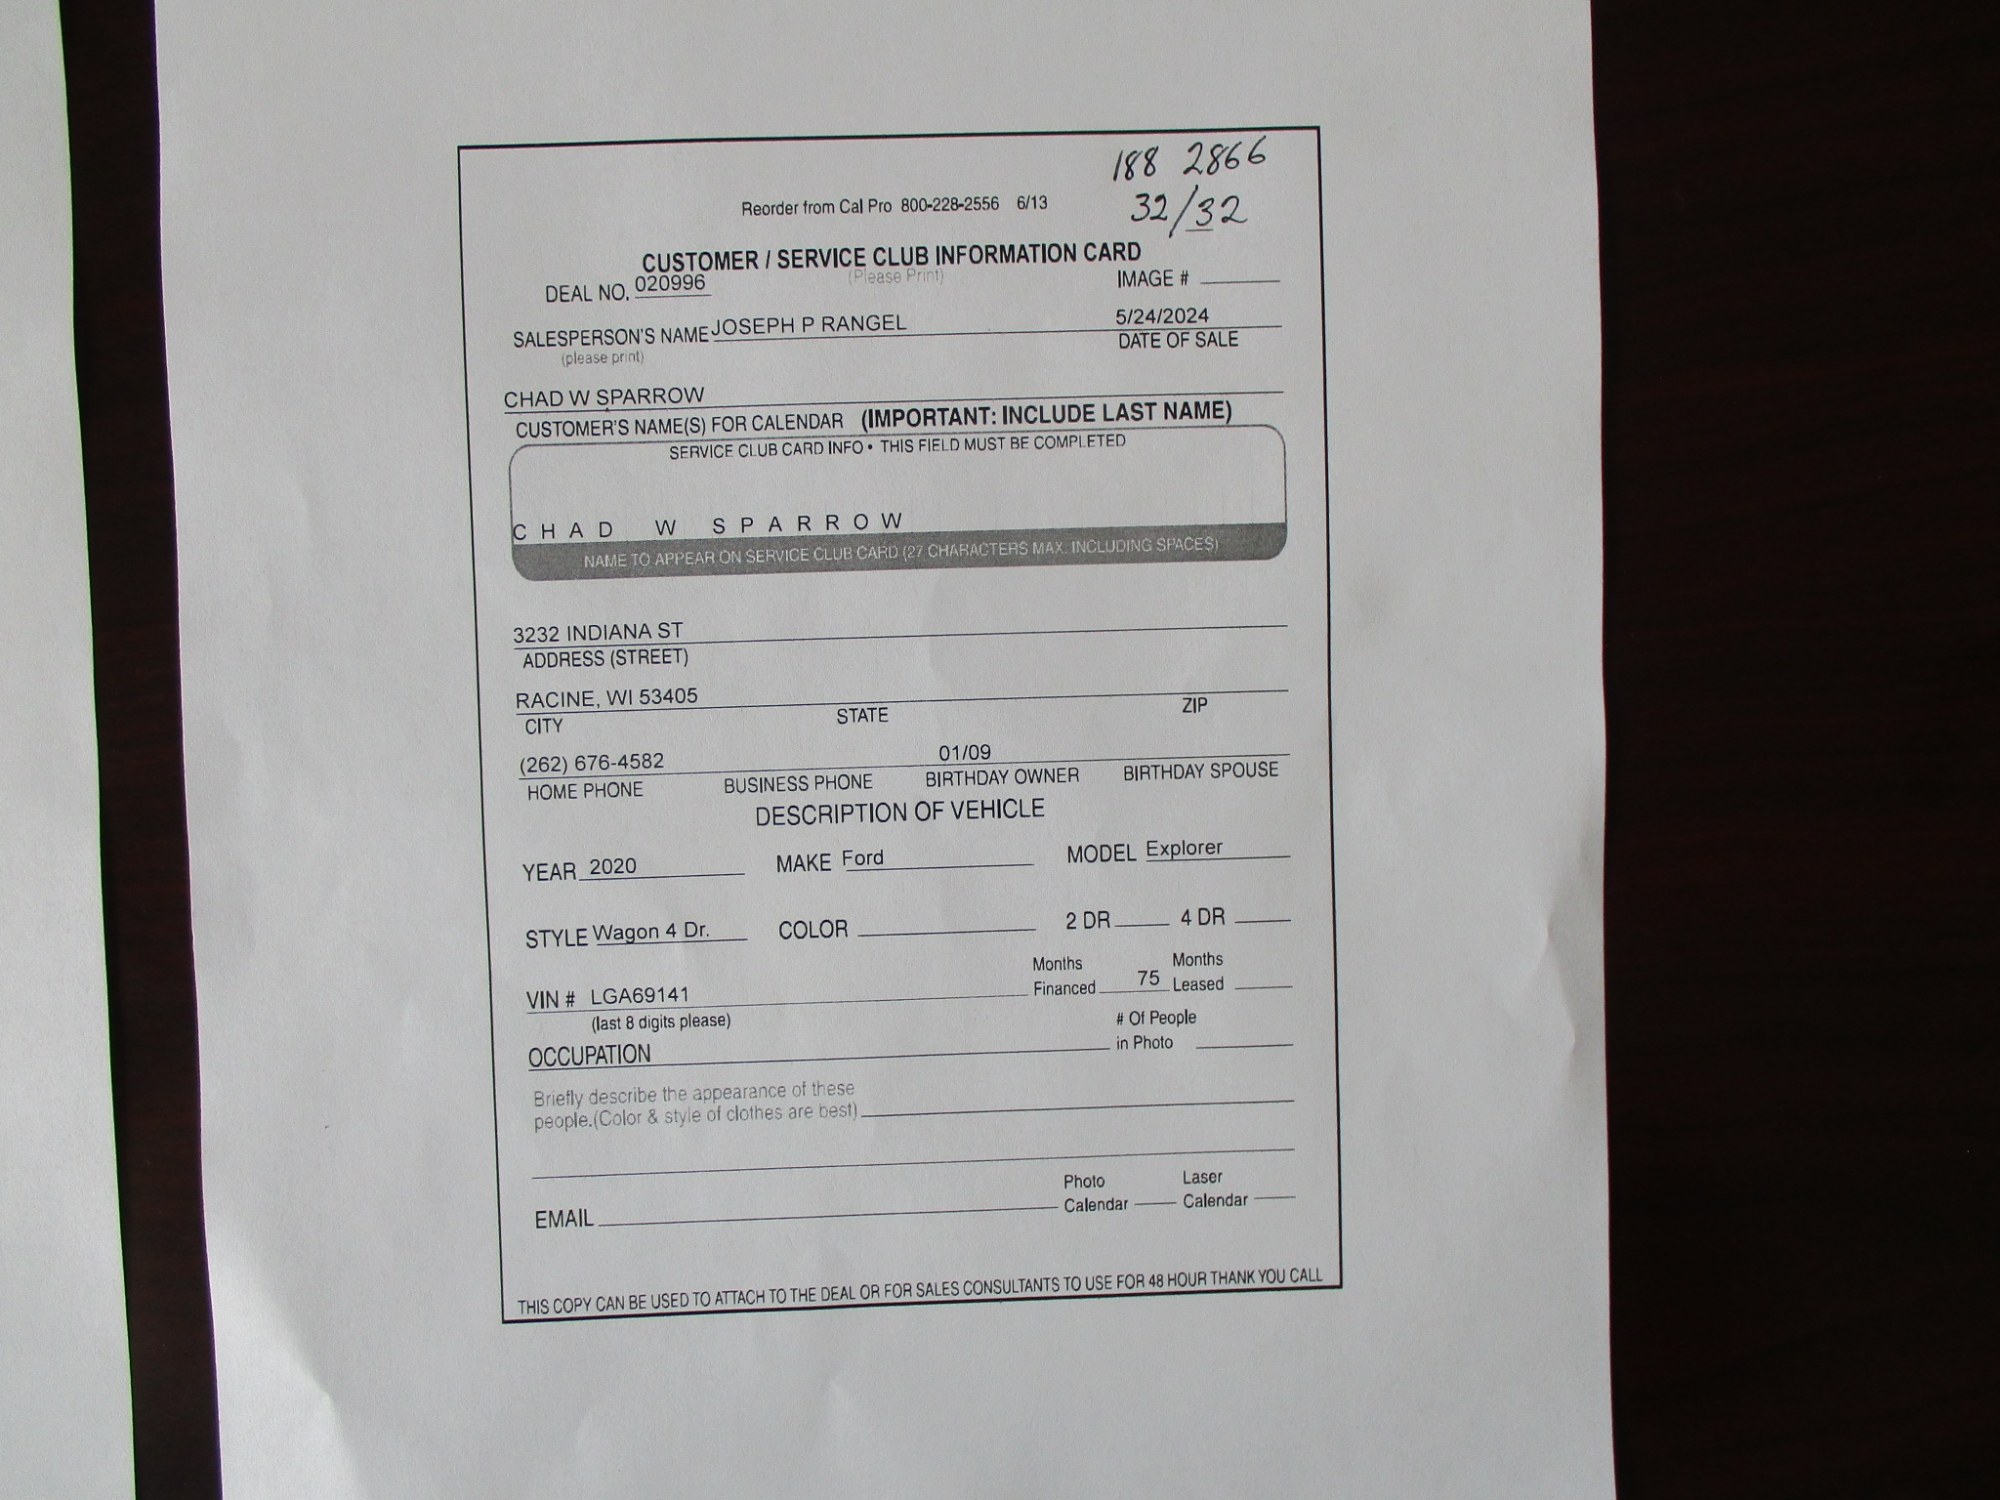 188 2866
32/32
Reorder from Cal Pro 800-228-2556 6/13
CUSTOMER / SERVICE CLUB INFORMATION CARD
(Please Print)
DEAL NO. 020996
IMAGE #
SALESPERSON'S NAME JOSEPH P RANGEL
(please print)
5/24/2024
DATE OF SALE
CHAD W SPARROW
CUSTOMER'S NAME(S) FOR CALENDAR (IMPORTANT: INCLUDE LAST NAME)
SERVICE CLUB CARD INFO • THIS FIELD MUST BE COMPLETED
CHAD W SPARROW
NAME TO APPEAR ON SERVICE CLUB CARD (27 CHARACTERS MAX. INCLUDING SPACES)
3232 INDIANA ST
ADDRESS (STREET)
RACINE, WI 53405
CITY STATE ZIP
(262) 676-4582 01/09
HOME PHONE BUSINESS PHONE BIRTHDAY OWNER BIRTHDAY SPOUSE
DESCRIPTION OF VEHICLE
YEAR 2020 MAKE Ford MODEL Explorer
STYLE Wagon 4 Dr. COLOR 2 DR 4 DR
VIN # LGA69141
(last 8 digits please)
Months
Financed 75
Months
Leased
OCCUPATION
# Of People
in Photo
Briefly describe the appearance of these
people.(Color & style of clothes are best)
EMAIL
Photo
Calendar
Laser
Calendar
THIS COPY CAN BE USED TO ATTACH TO THE DEAL OR FOR SALES CONSULTANTS TO USE FOR 48 HOUR THANK YOU CALL